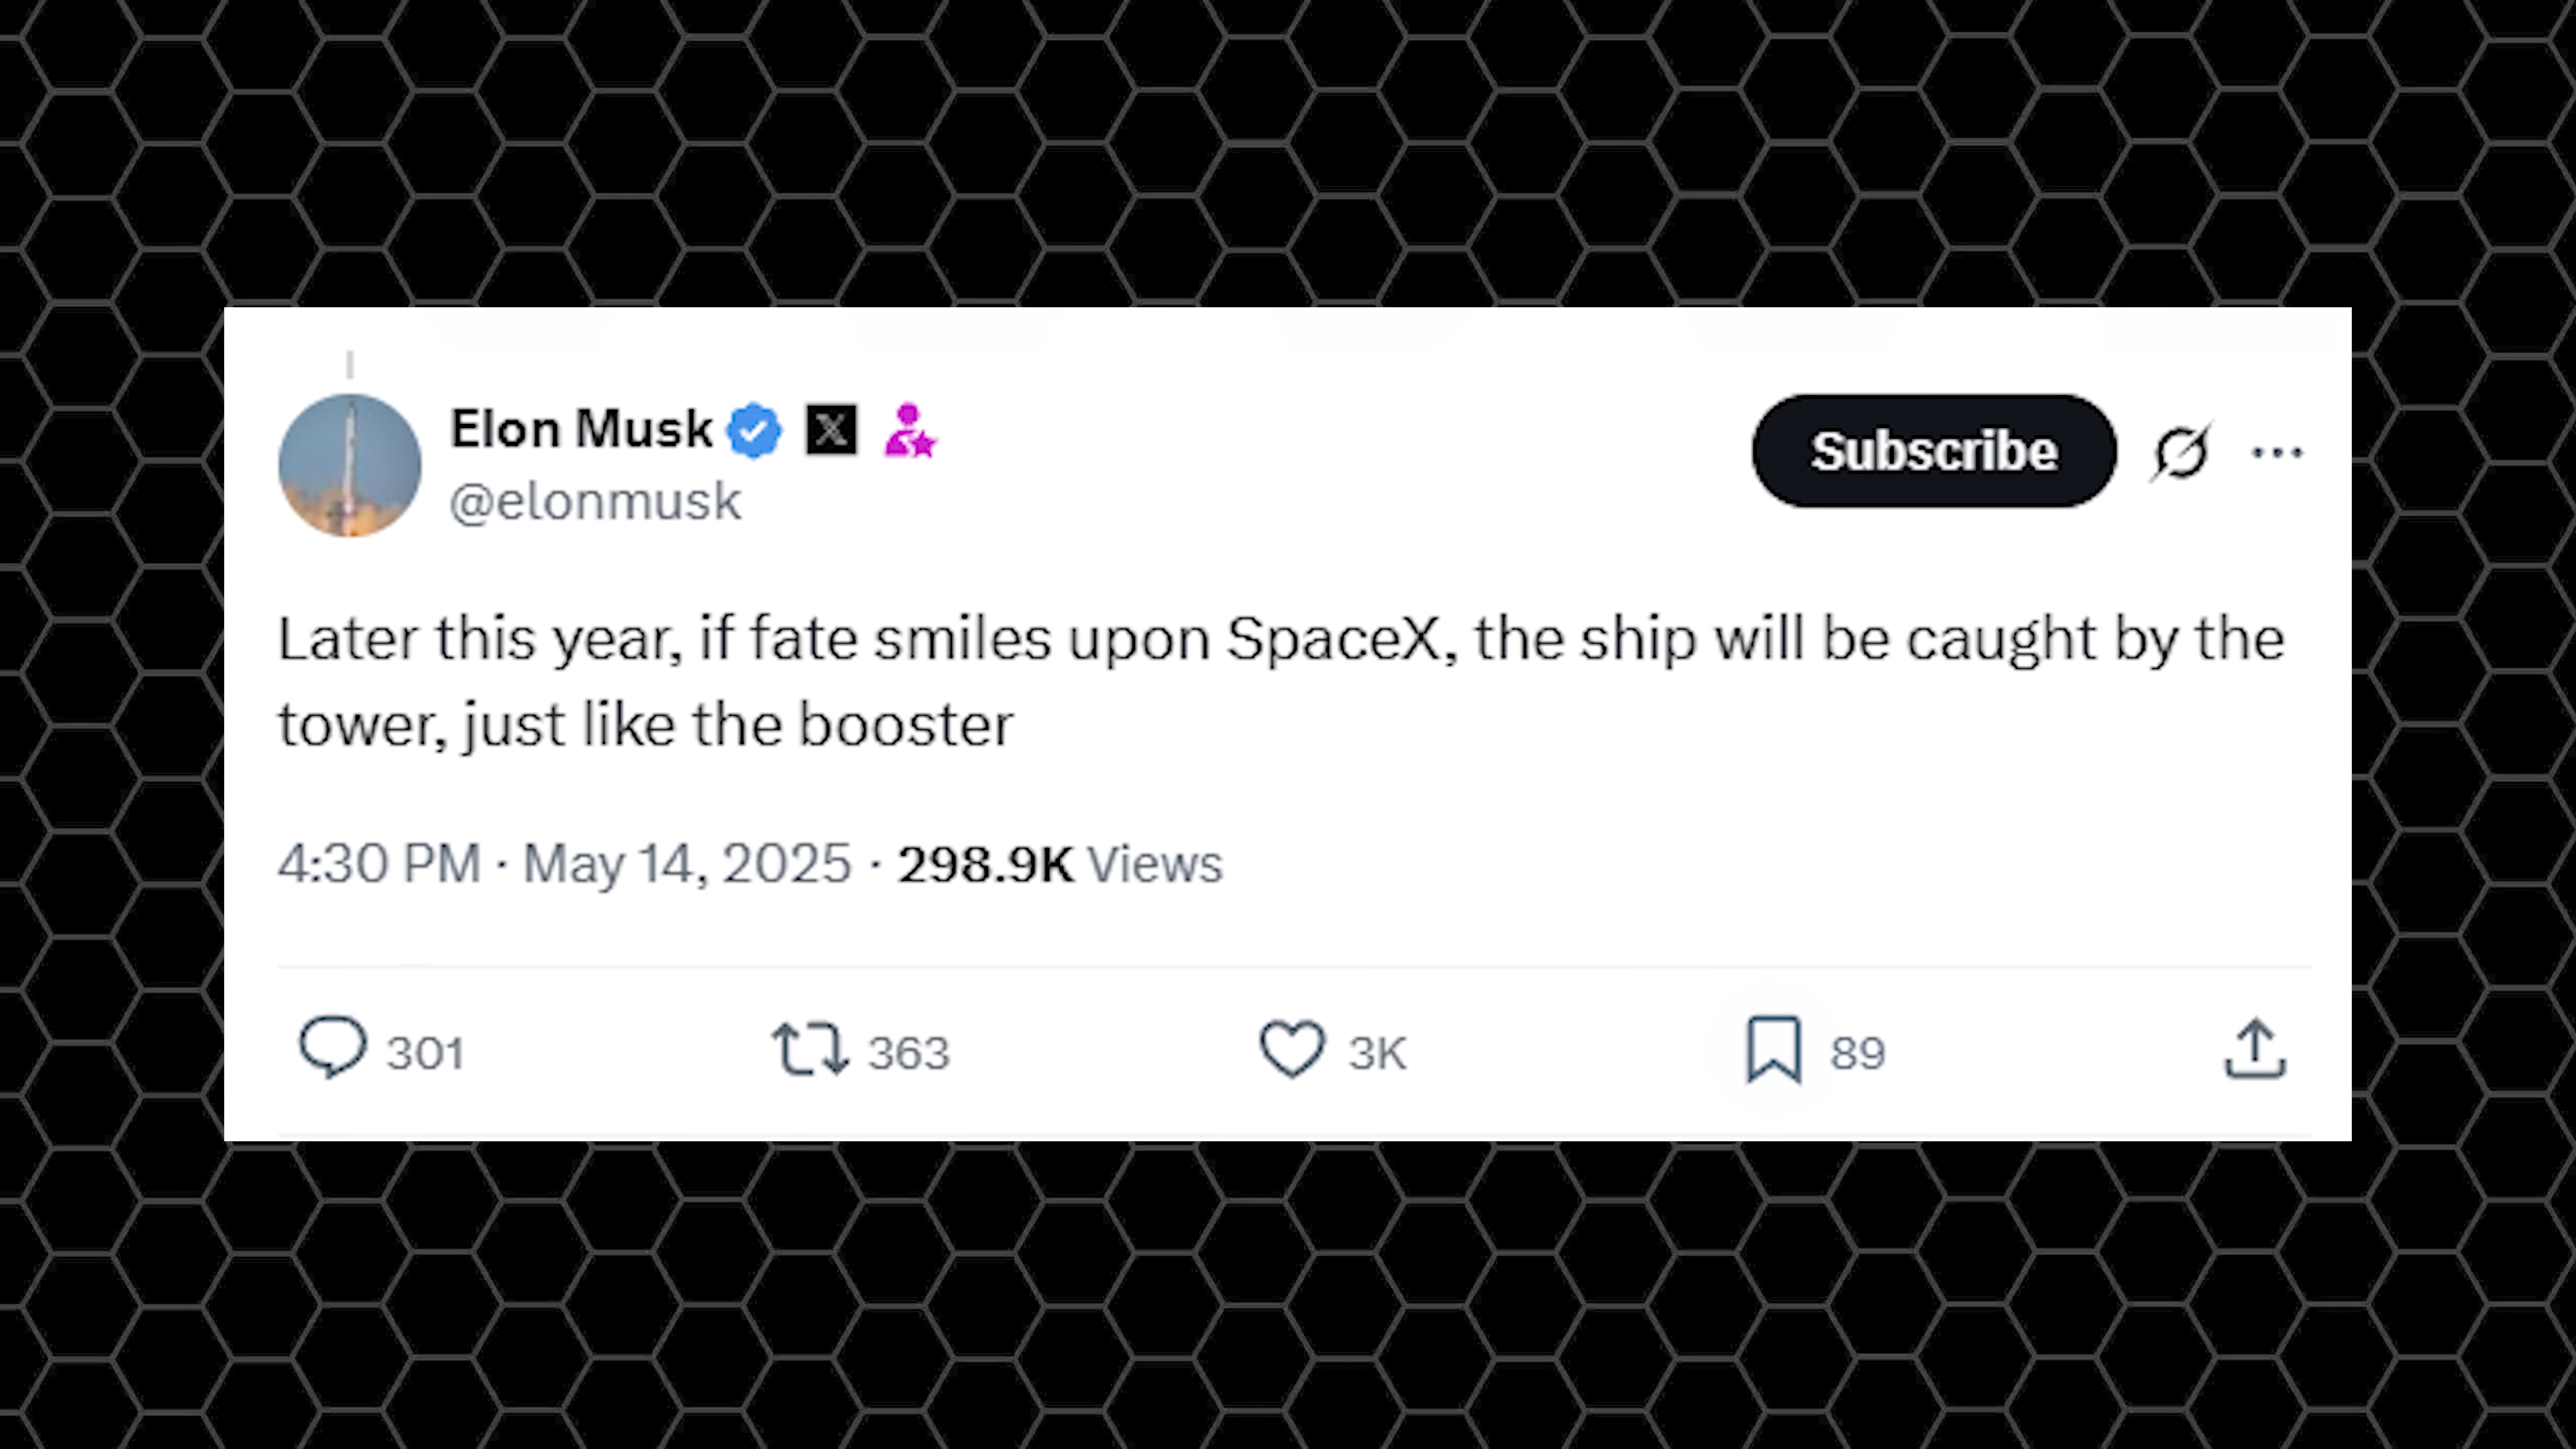 Elon Musk
Subscribe
@elonmusk
Later this year, if fate smiles upon SpaceX, the ship will be caught by the
tower, just like the booster
4:30 PM · May 14, 2025 · 298.9K Views
301 363 3K 89